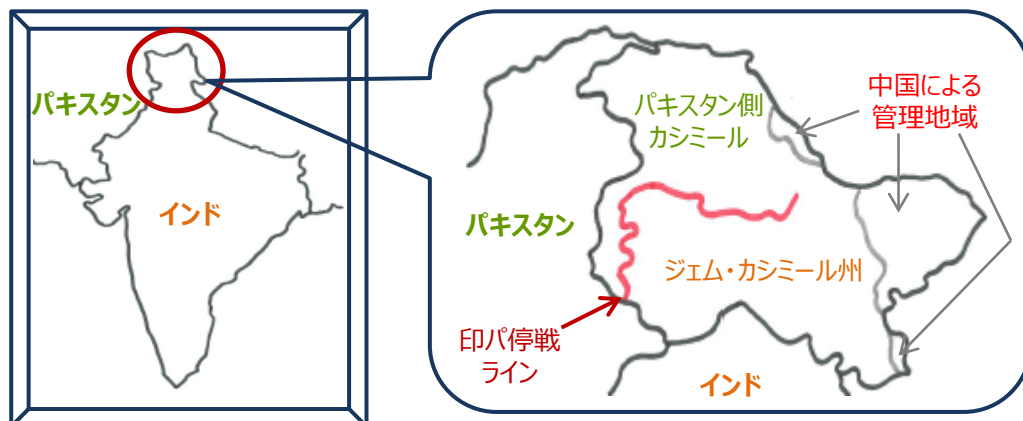 パキスタン
インド
パキスタン側
カシミール
中国による
管理地域
パキスタン
ジェム・カシミール州
印パ停戦
ライン
インド